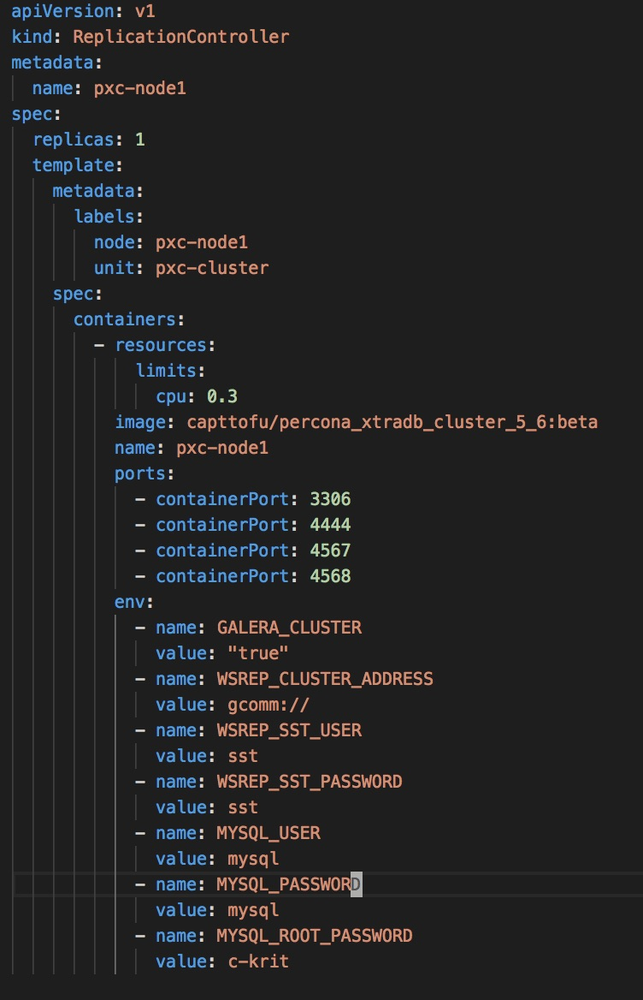 apiVersion: v1
kind: ReplicationController
metadata:
  name: pxc-node1
spec:
  replicas: 1
  template:
    metadata:
      labels:
        node: pxc-node1
        unit: pxc-cluster
    spec:
      containers:
        - resources:
            limits:
              cpu: 0.3
          image: capttofu/percona_xtradb_cluster_5_6:beta
          name: pxc-node1
          ports:
            - containerPort: 3306
            - containerPort: 4444
            - containerPort: 4567
            - containerPort: 4568
          env:
            - name: GALERA_CLUSTER
              value: "true"
            - name: WSREP_CLUSTER_ADDRESS
              value: gcomm://
            - name: WSREP_SST_USER
              value: sst
            - name: WSREP_SST_PASSWORD
              value: sst
            - name: MYSQL_USER
              value: mysql
            - name: MYSQL_PASSWORD
              value: mysql
            - name: MYSQL_ROOT_PASSWORD
              value: c-krit